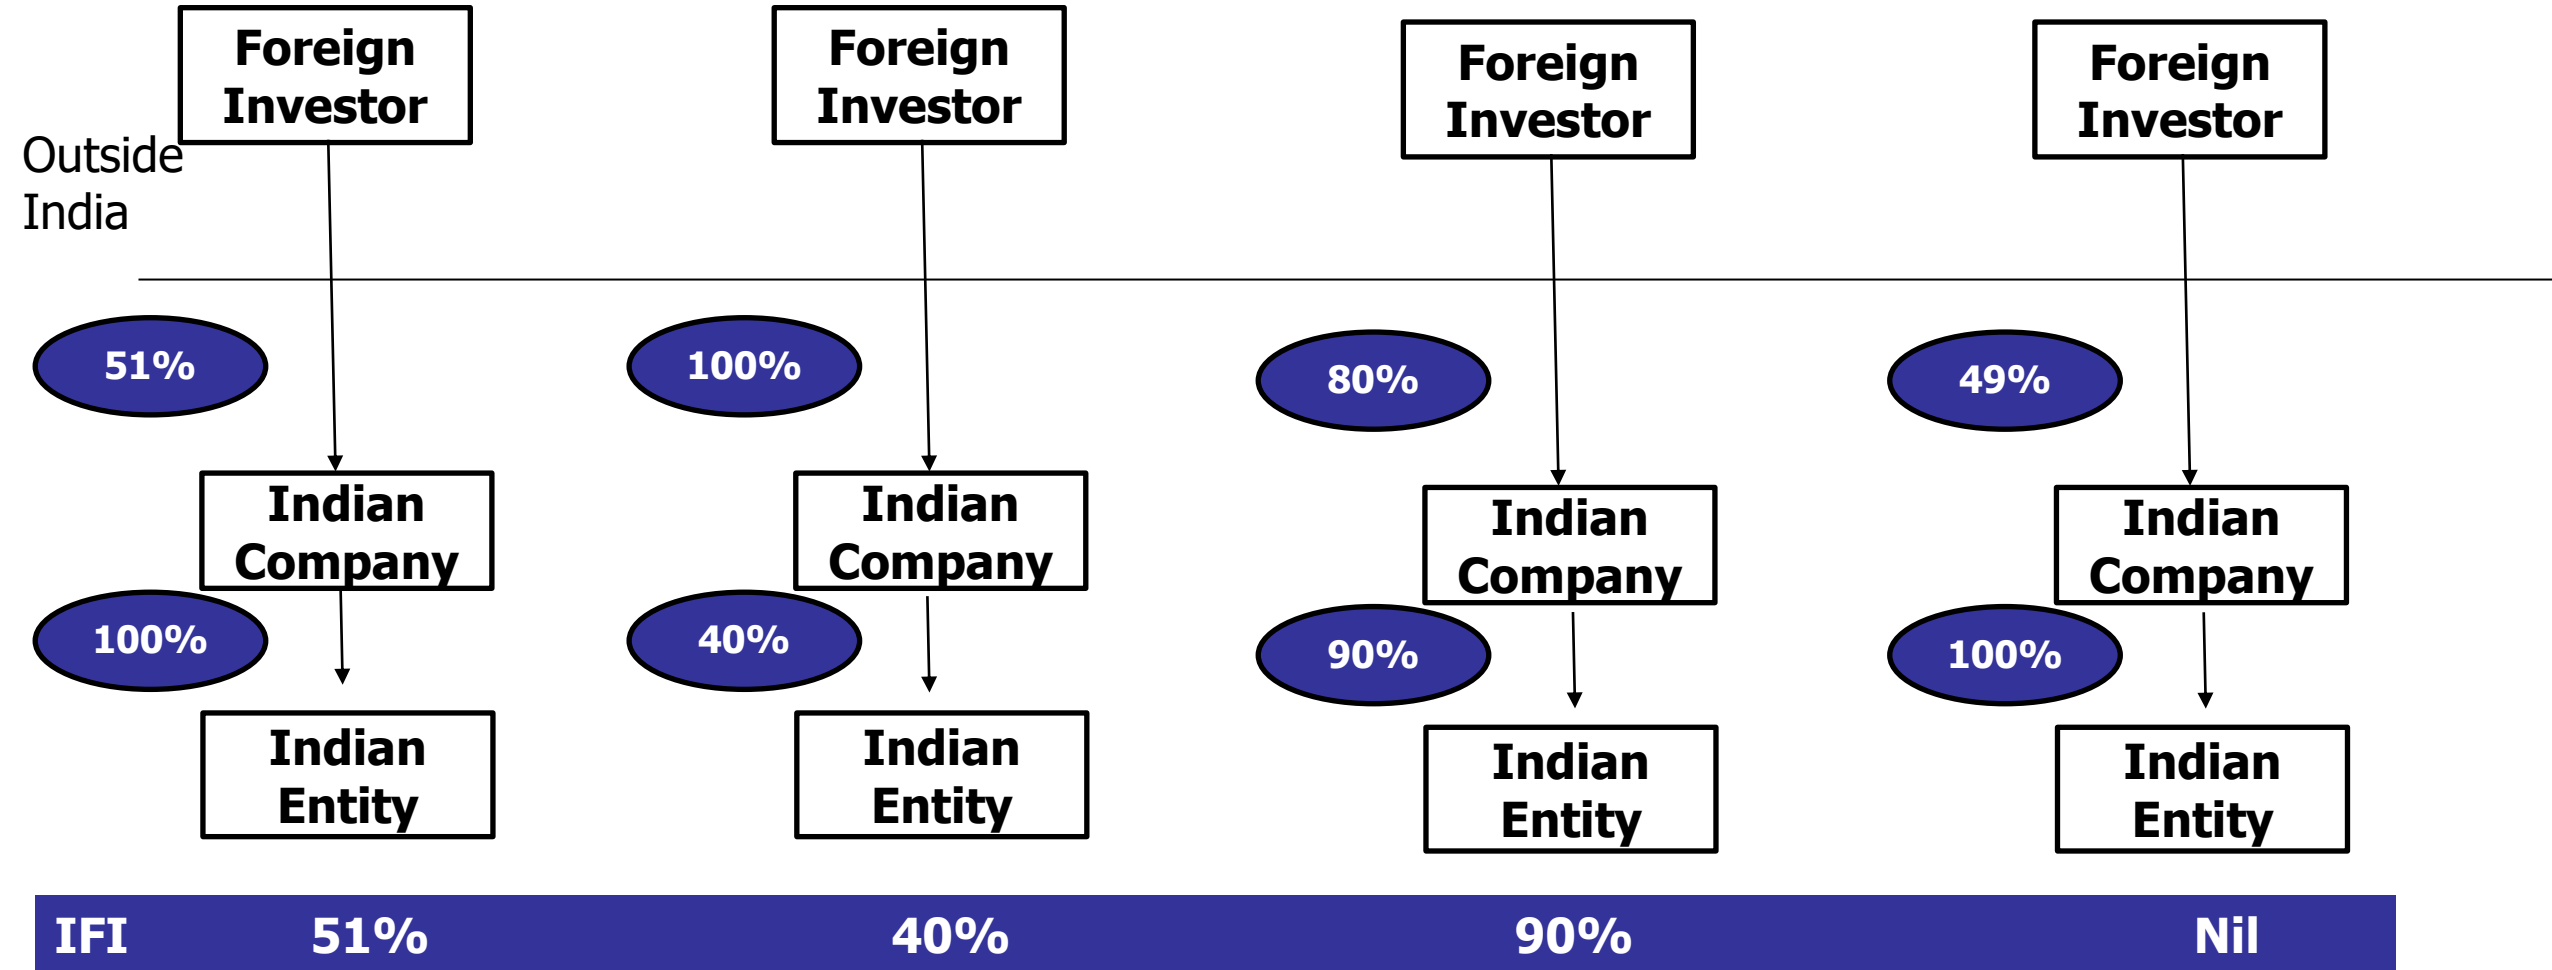 Foreign
Investor
Foreign
Investor
Foreign
Investor
Foreign
Investor
Outside
India
51%
100%
80%
49%
Indian
Company
Indian
Company
Indian
Company
Indian
Company
100%
40%
90%
100%
Indian
Entity
Indian
Entity
Indian
Entity
Indian
Entity
IFI 51% 40% 90% Nil